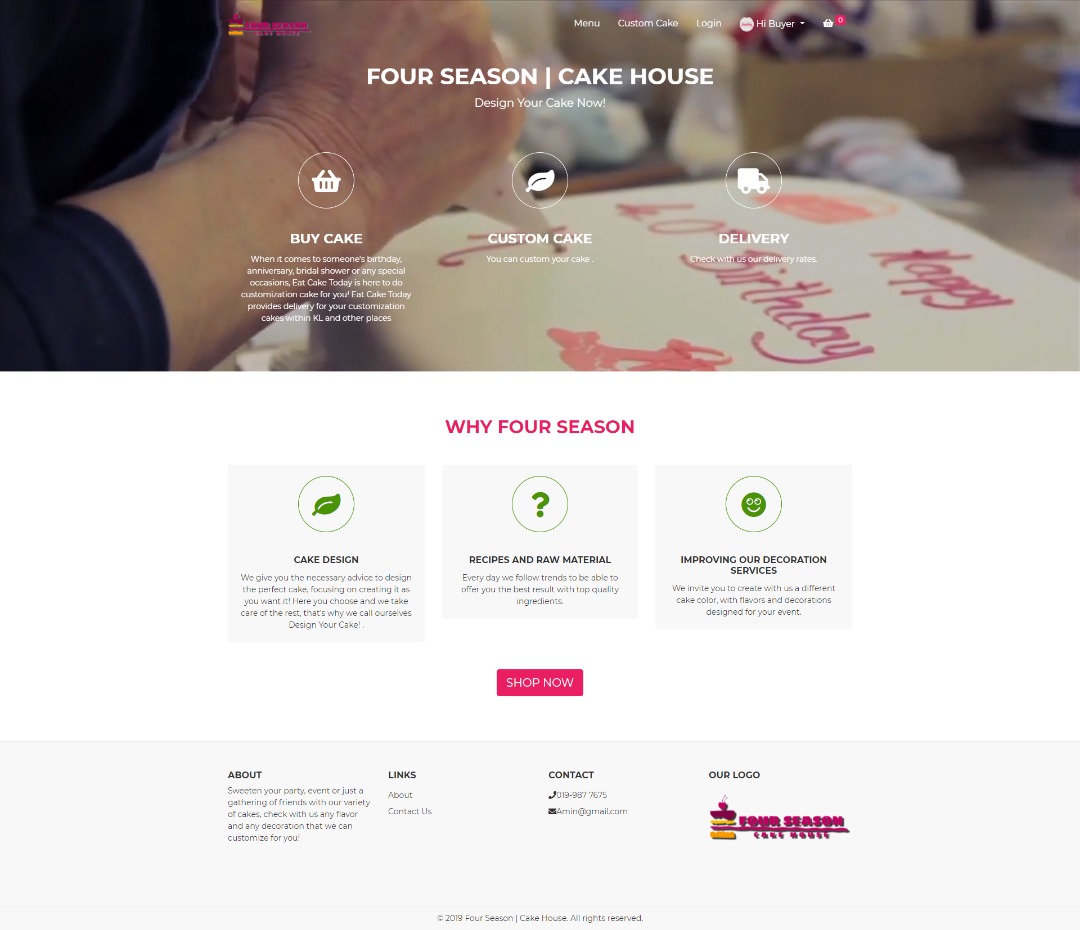 FOUR SEASON
CAKE HOUSE
Menu
Custom Cake
Login
Hi Buyer
0
FOUR SEASON | CAKE HOUSE
Design Your Cake Now!
BUY CAKE
When it comes to someone's birthday,
anniversary, bridal shower or any special
occasions, Eat Cake Today is here to do
customization cake for you! Eat Cake Today
provides delivery for your customization
cakes within KL and other places
CUSTOM CAKE
You can custom your cake .
DELIVERY
Check with us our delivery rates.
Happy
Birthday
WHY FOUR SEASON
CAKE DESIGN
We give you the necessary advice to design
the perfect cake, focusing on creating it as
you want it! Here you choose and we take
care of the rest, that's why we call ourselves
Design Your Cake! .
RECIPES AND RAW MATERIAL
Every day we follow trends to be able to
offer you the best result with top quality
ingredients.
IMPROVING OUR DECORATION
SERVICES
We invite you to create with us a different
cake color, with flavors and decorations
designed for your event.
SHOP NOW
ABOUT
Sweeten your party, event or just a
gathering of friends with our variety
of cakes, check with us any flavor
and any decoration that we can
customize for you!
LINKS
About
Contact Us
CONTACT
019-987 7675
Amin@gmail.com
OUR LOGO
FOUR SEASON
CAKE HOUSE
© 2019 Four Season | Cake House. All rights reserved.